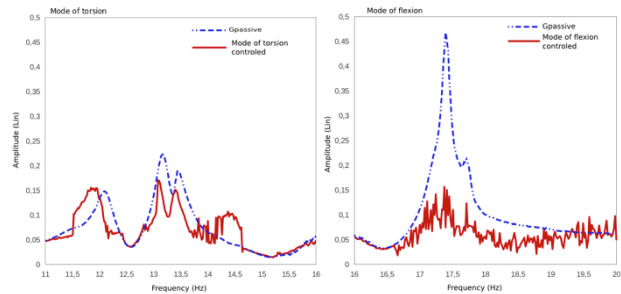 Mode of torsion
0,5
0,45
0,4
0,35
0,3
0,25
0,2
0,15
0,1
0,05
0
Amplitude (Lin)
Gpassive
Mode of torsion
controled
11 11,5 12 12,5 13 13,5 14 14,5 15 15,5 16
Frequency (Hz)
Mode of flexion
0,5
0,45
0,4
0,35
0,3
0,25
0,2
0,15
0,1
0,05
0
Amplitude (Lin)
Gpassive
Mode of flexion
controled
16 16,5 17 17,5 18 18,5 19 19,5 20
Frequency (Hz)